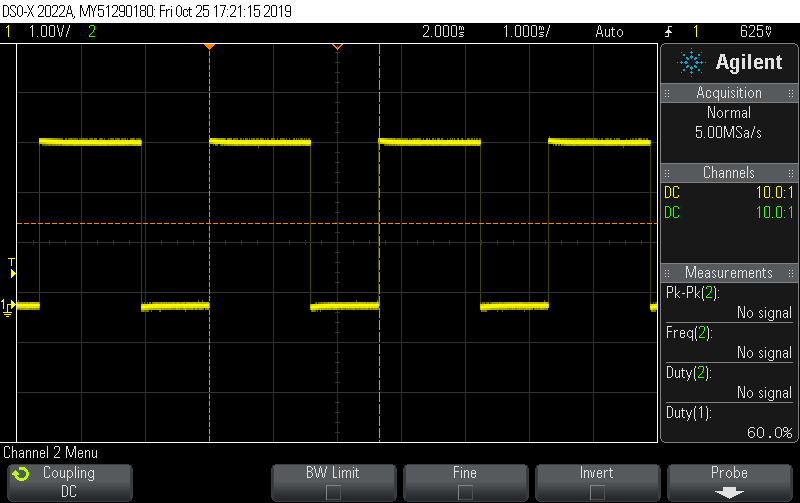 DSO-X 2022A, MY51290180: Fri Oct 25 17:21:15 2019
1 1.00V/ 2 2.000s 1.000s/ Auto 1 625V
Agilent
Acquisition
Normal
5.00MSa/s
Channels
DC 10.0:1
DC 10.0:1
Measurements
Pk-Pk(2):
No signal
Freq(2):
No signal
Duty(2):
No signal
Duty(1):
60.0%
T
1
Channel 2 Menu
Coupling
DC
BW Limit
Fine
Invert
Probe